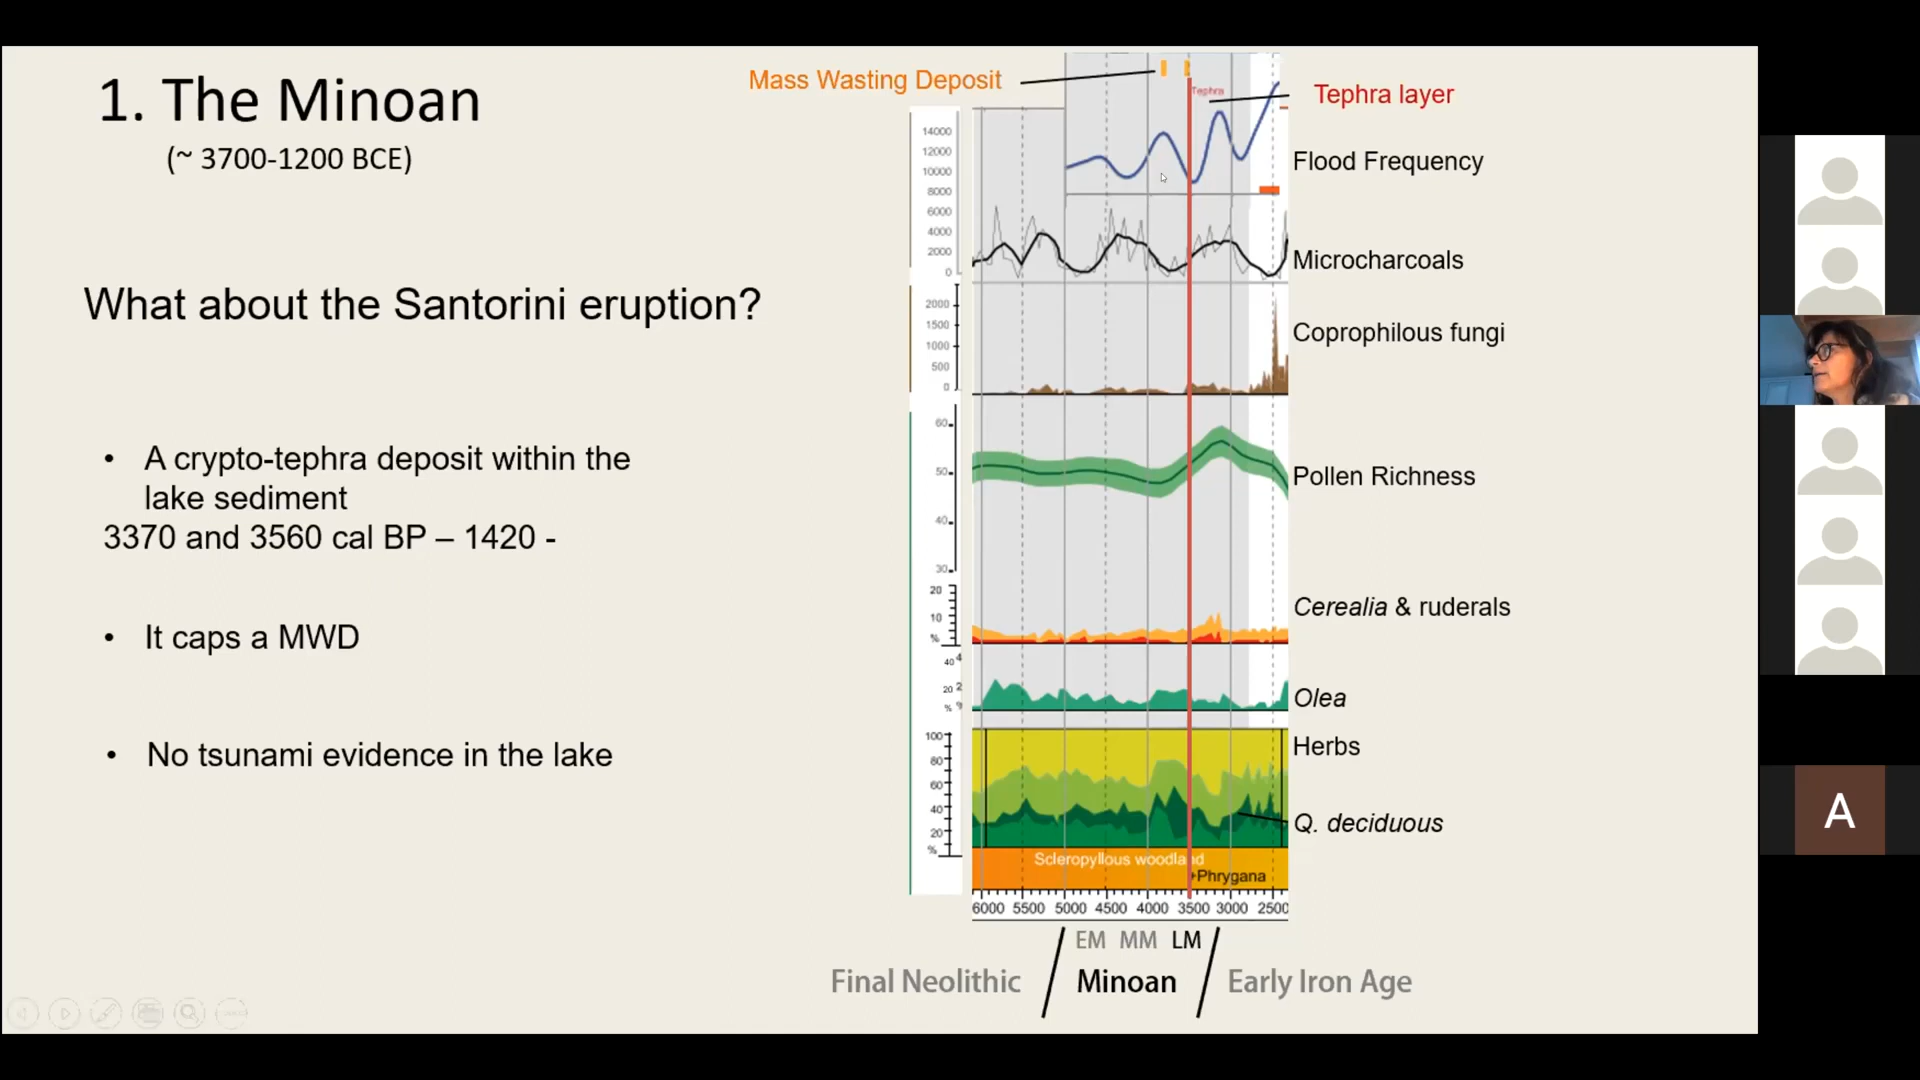 1. The Minoan
(~ 3700-1200 BCE)
What about the Santorini eruption?
• A crypto-tephra deposit within the
lake sediment
3370 and 3560 cal BP – 1420 -
• It caps a MWD
• No tsunami evidence in the lake
Mass Wasting Deposit
Tephra
Tephra layer
14000
12000
10000
8000
6000
4000
2000
0
Flood Frequency
Microcharcoals
2000
1500
1000
500
0
Coprophilous fungi
60
50
40
30
Pollen Richness
20
10
%
Cerealia & ruderals
40
20
%
Olea
100
80
60
40
20
%
Herbs
Q. deciduous
Scleropyllous woodland
+Phrygana
6000 5500 5000 4500 4000 3500 3000 2500
EM MM LM
Final Neolithic / Minoan / Early Iron Age
A